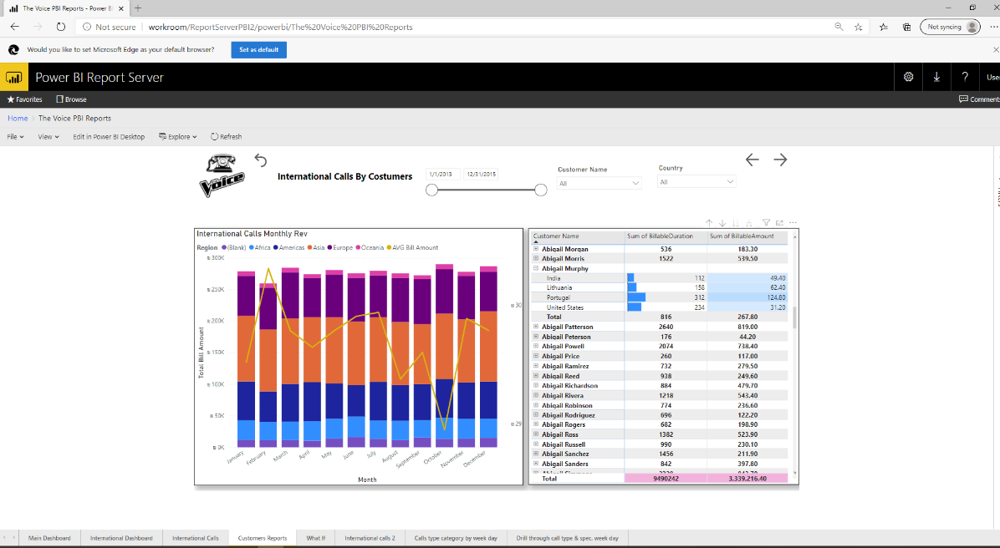 The Voice PBI Reports - Power B
Not secure
workroom/ReportServerPBI2/powerbi/The%20Voice%20PBI%20Reports
Not syncing
Would you like to set Microsoft Edge as your default browser?
Set as default
Power BI Report Server
Use
Favorites
Browse
Comments
Home
The Voice PBI Reports
File
View
Edit in Power BI Desktop
Explore
Refresh
Voice
International Calls By Costumers
1/1/2013
12/31/2015
Customer Name
All
Country
All
International Calls Monthly Rev
Region (Blank) Africa Americas Asia Europe Oceania AVG Bill Amount
₪ 300K
₪ 250K
₪ 200K
₪ 150K
₪ 100K
₪ 50K
₪ 0K
Total Bill Amount
₪ 30
₪ 29
January February March April May June July August September October November December
Month
Customer Name Sum of BillableDuration Sum of BillableAmount
Abigail Morgan 536 183.30
Abigail Morris 1522 539.50
Abigail Murphy
India 112 49.40
Lithuania 158 62.40
Portugal 312 124.80
United States 234 31.20
Total 816 267.80
Abigail Patterson 2640 819.00
Abigail Peterson 176 44.20
Abigail Powell 2074 738.40
Abigail Price 260 117.00
Abigail Ramirez 732 279.50
Abigail Reed 938 249.60
Abigail Richardson 884 479.70
Abigail Rivera 1218 543.40
Abigail Robinson 774 236.60
Abigail Rodriguez 696 122.20
Abigail Rogers 682 198.90
Abigail Ross 1382 523.90
Abigail Russell 990 230.10
Abigail Sanchez 1456 211.90
Abigail Sanders 842 397.80
Total 9490242 3,339,216.40
Main Dashboard
International Dashboard
International Calls
Customers Reports
What If
International calls 2
Calls type category by week day
Drill through call type & spec. week day